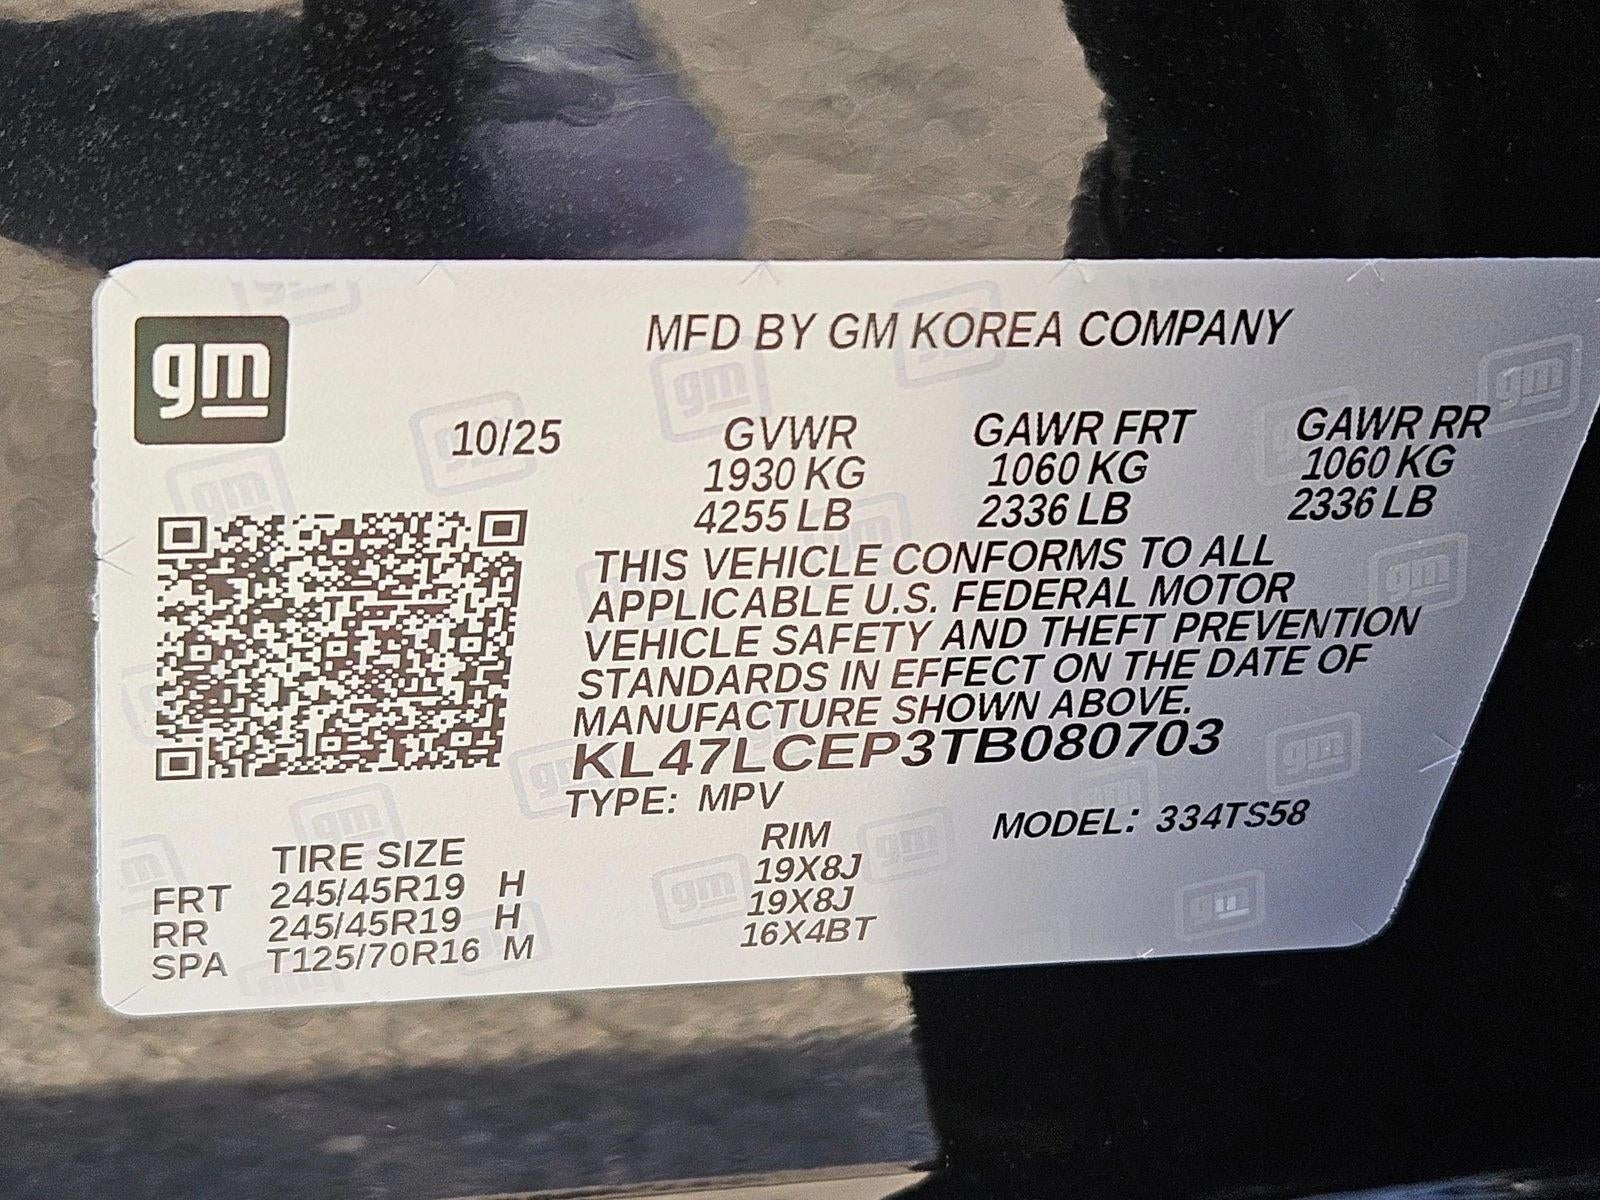 gm
MFD BY GM KOREA COMPANY
10/25 GVWR GAWR FRT GAWR RR
1930 KG 1060 KG 1060 KG
4255 LB 2336 LB 2336 LB
THIS VEHICLE CONFORMS TO ALL
APPLICABLE U.S. FEDERAL MOTOR
VEHICLE SAFETY AND THEFT PREVENTION
STANDARDS IN EFFECT ON THE DATE OF
MANUFACTURE SHOWN ABOVE.
KL47LCEP3TB080703
TYPE: MPV MODEL: 334TS58
TIRE SIZE RIM
FRT 245/45R19 H 19X8J
RR 245/45R19 H 19X8J
SPA T125/70R16 M 16X4BT